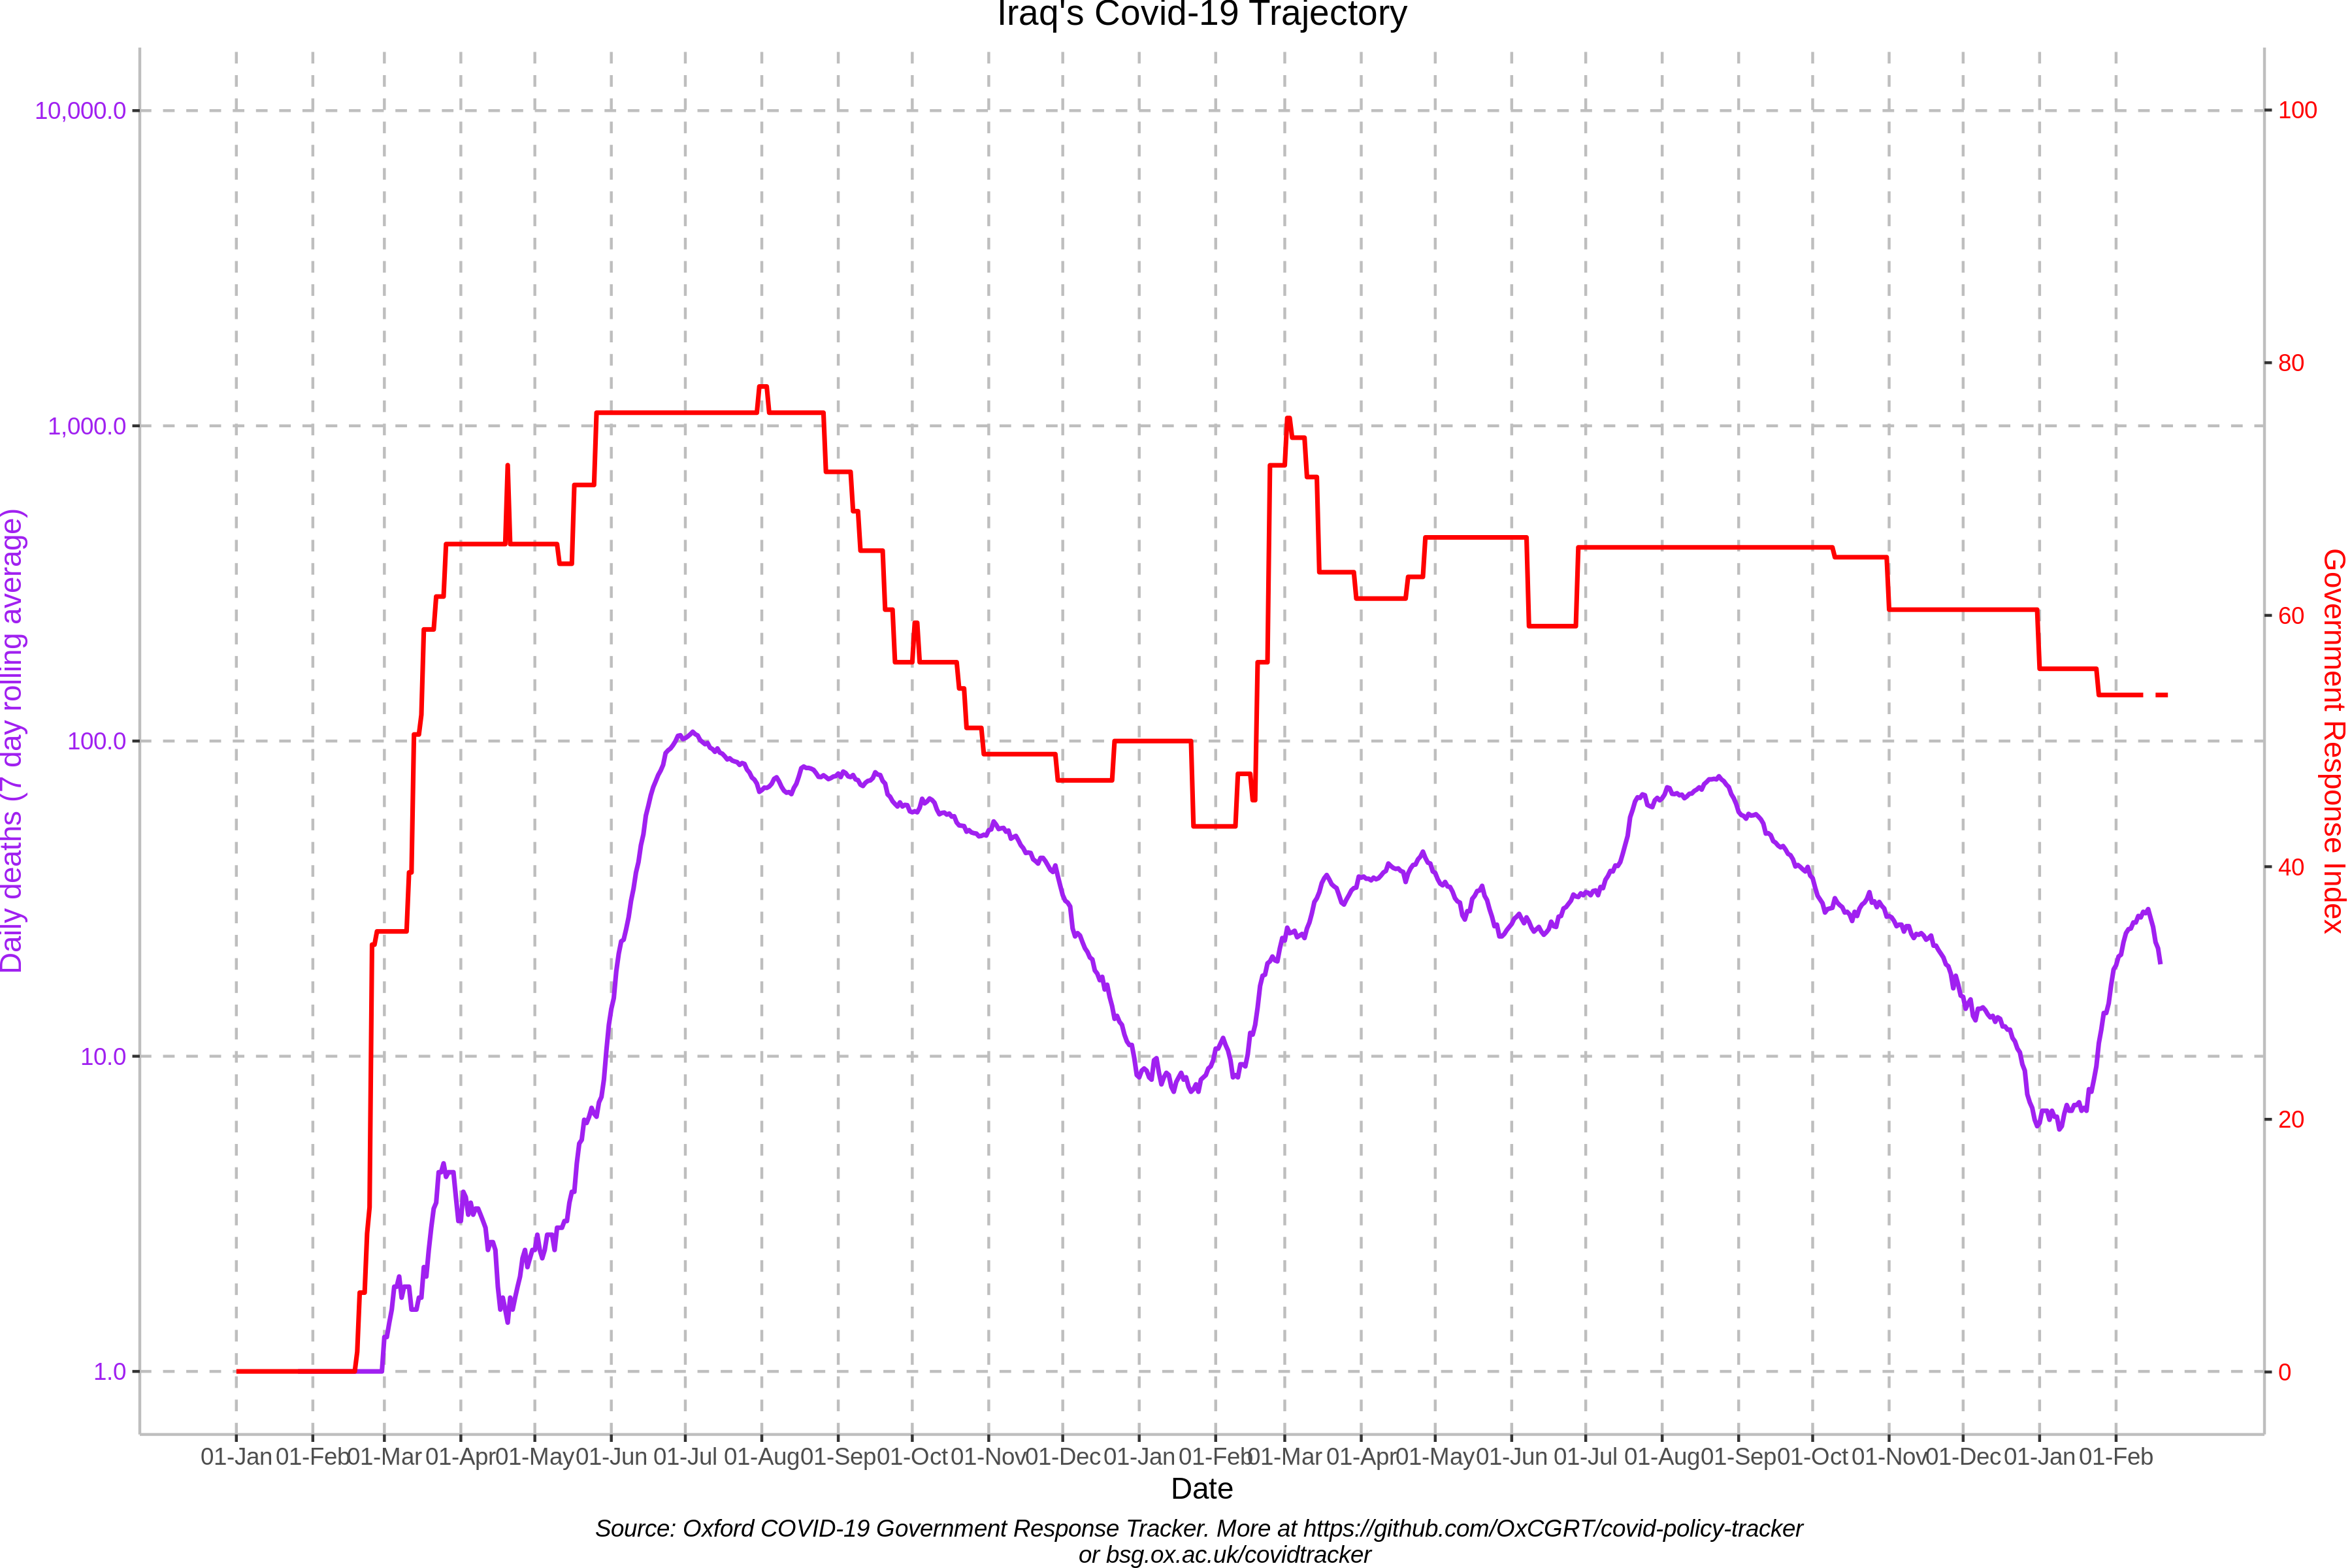 Iraq's Covid-19 Trajectory
10,000.0
1,000.0
100.0
10.0
1.0
Daily deaths (7 day rolling average)
100
80
60
40
20
0
Government Response Index
01-Jan 01-Feb 01-Mar 01-Apr 01-May 01-Jun 01-Jul 01-Aug 01-Sep 01-Oct 01-Nov 01-Dec 01-Jan 01-Feb 01-Mar 01-Apr 01-May 01-Jun 01-Jul 01-Aug 01-Sep 01-Oct 01-Nov 01-Dec 01-Jan 01-Feb
Date
Source: Oxford COVID-19 Government Response Tracker. More at https://github.com/OxCGRT/covid-policy-tracker
or bsg.ox.ac.uk/covidtracker